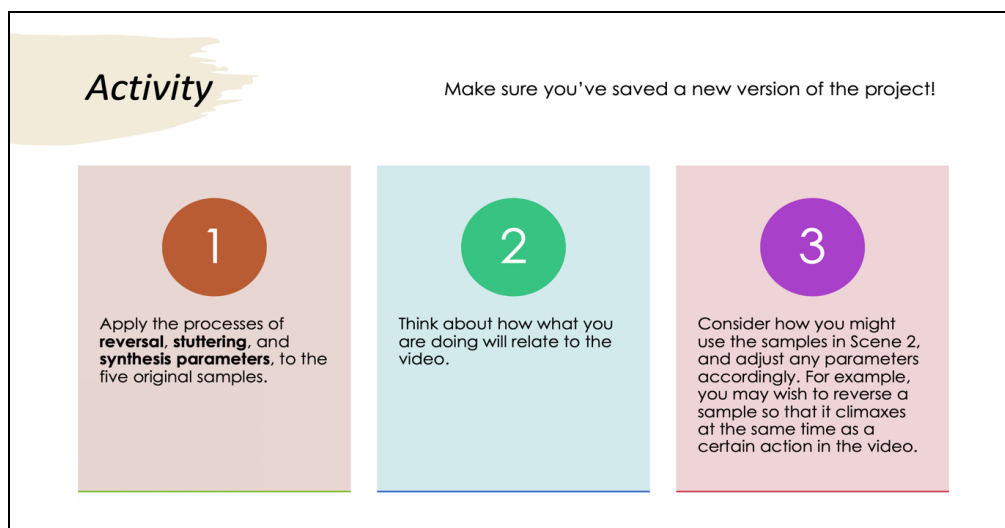 Activity
Make sure you've saved a new version of the project!
1
Apply the processes of
reversal, stuttering, and
synthesis parameters, to the
five original samples.
2
Think about how what you
are doing will relate to the
video.
3
Consider how you might
use the samples in Scene 2,
and adjust any parameters
accordingly. For example,
you may wish to reverse a
sample so that it climaxes
at the same time as a
certain action in the video.